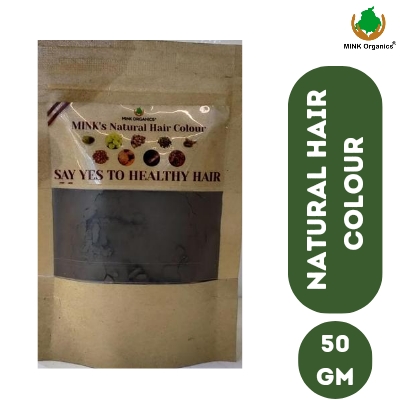 MINK Organics®
MINK ORGANICS®
MINK's Natural Hair Colour
SAY YES TO HEALTHY HAIR
NATURAL HAIR
COLOUR
50
GM